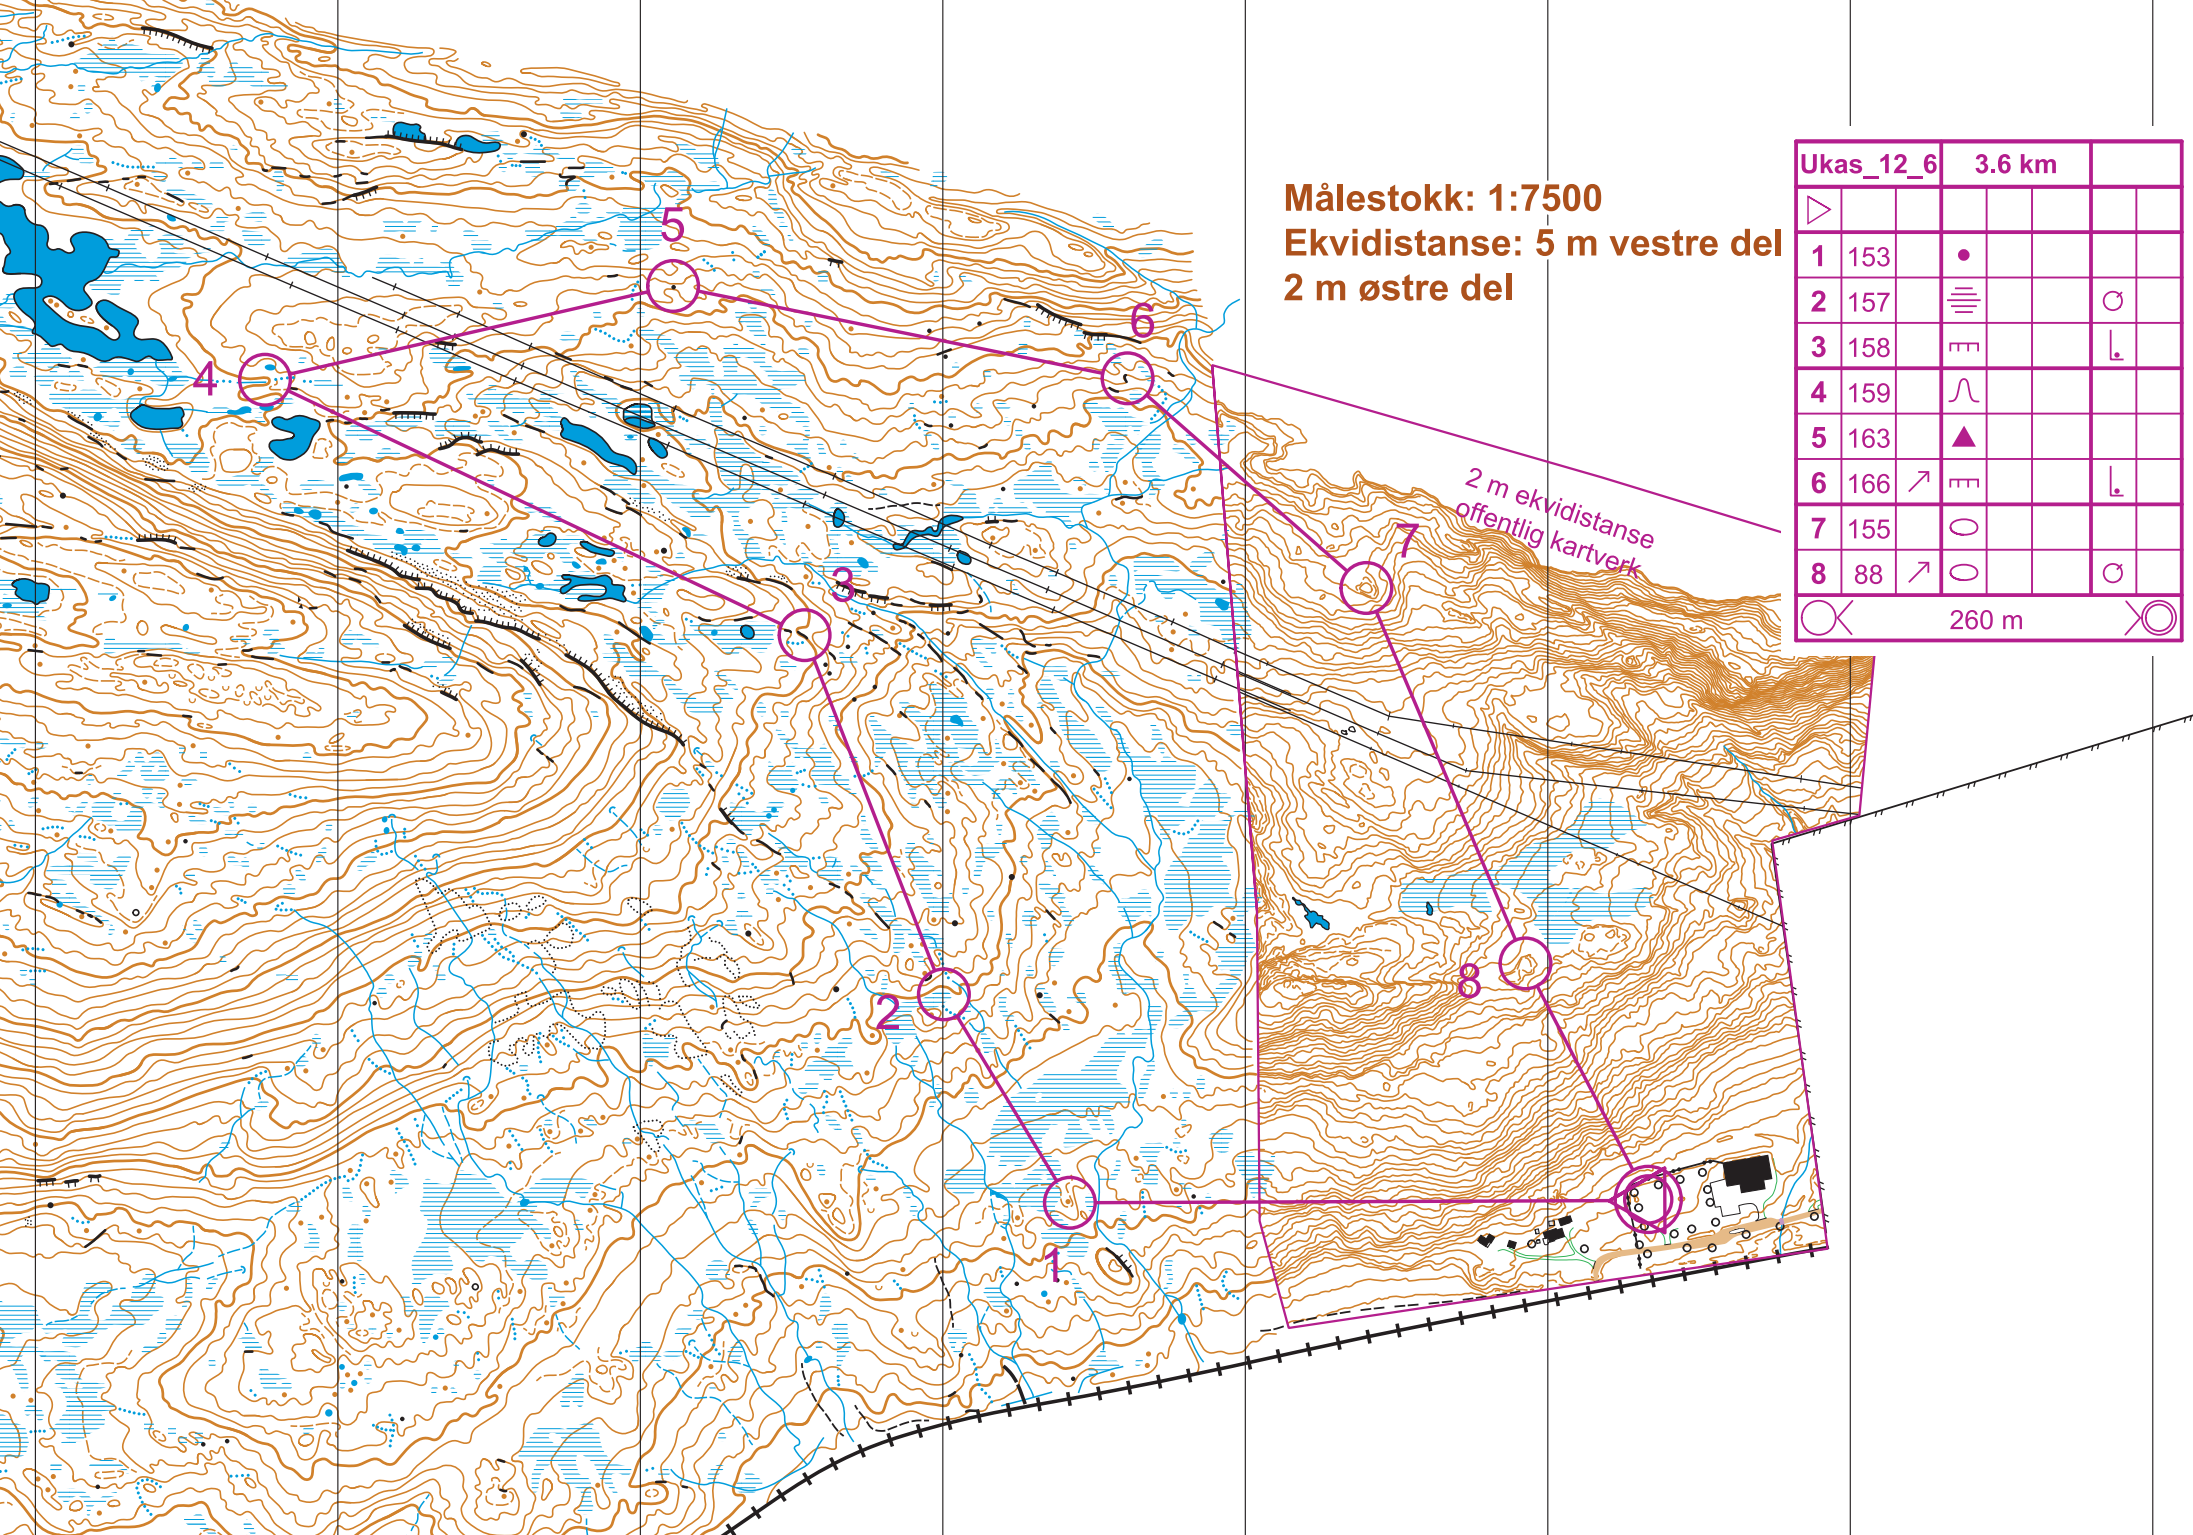 Målestokk: 1:7500
Ekvidistanse: 5 m vestre del
2 m østre del
Ukas_12_6 3.6 km
1 153
2 157
3 158
4 159
5 163
6 166
7 155
8 88
260 m
2 m ekvidistanse
offentlig kartverk
5
6
4
7
3
2
8
1